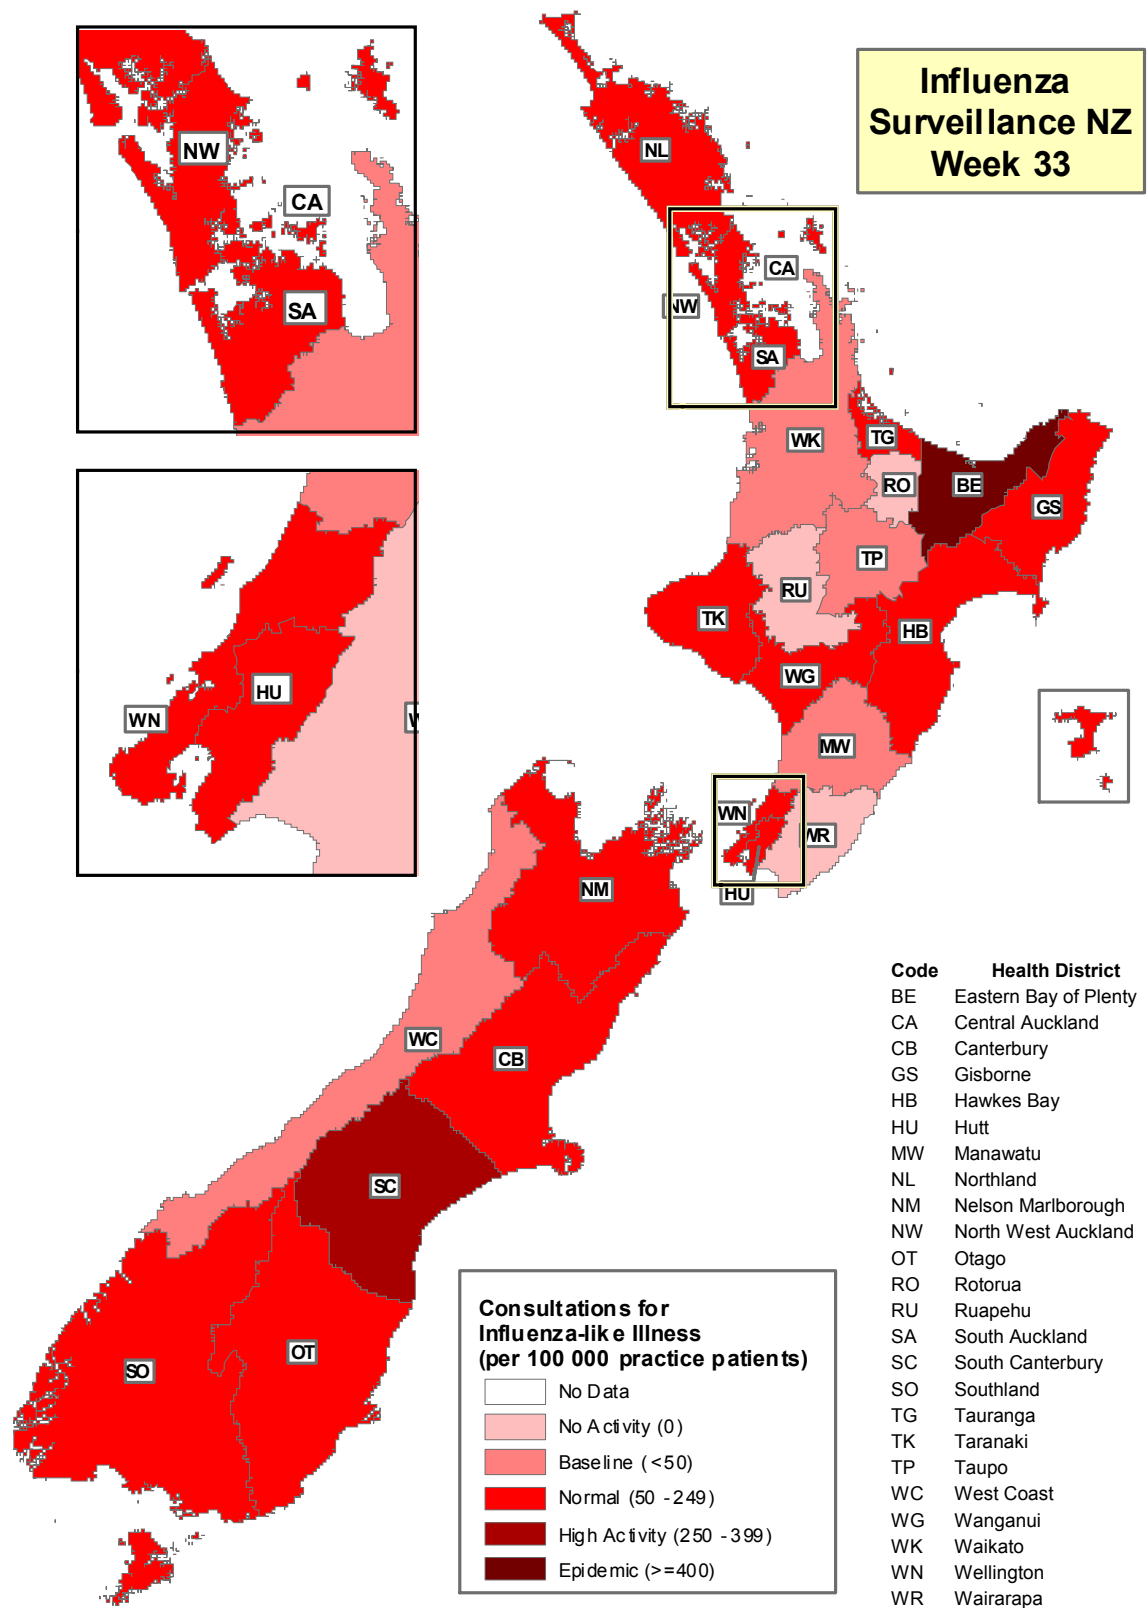 Influenza
Surveillance NZ
Week 33
NW
CA
SA
NL
CA
NW
SA
WK
TG
RO
BE
GS
TP
RU
TK
HB
WG
MW
WN
WR
HU
HU
WN
W
NM
WC
CB
SC
OT
SO
Consultations for
Influenza-like Illness
(per 100 000 practice patients)
No Data
No Activity (0)
Baseline (<50)
Normal (50 -249)
High Activity (250 -399)
Epidemic (>=400)
Code Health District
BE Eastern Bay of Plenty
CA Central Auckland
CB Canterbury
GS Gisborne
HB Hawkes Bay
HU Hutt
MW Manawatu
NL Northland
NM Nelson Marlborough
NW North West Auckland
OT Otago
RO Rotorua
RU Ruapehu
SA South Auckland
SC South Canterbury
SO Southland
TG Tauranga
TK Taranaki
TP Taupo
WC West Coast
WG Wanganui
WK Waikato
WN Wellington
WR Wairarapa